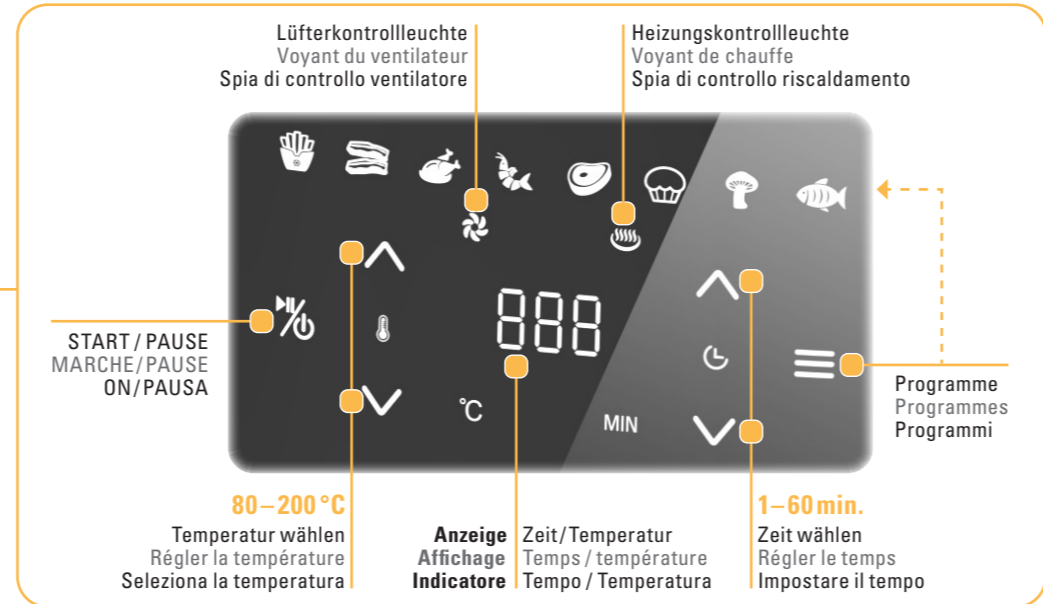 Lüfterkontrollleuchte
Voyant du ventilateur
Spia di controllo ventilatore
Heizungskontrollleuchte
Voyant de chauffe
Spia di controllo riscaldamento
START / PAUSE
MARCHE/PAUSE
ON/PAUSA
888
°C
MIN
Programme
Programmes
Programmi
80–200 °C
Temperatur wählen
Régler la température
Seleziona la temperatura
Anzeige Zeit/Temperatur
Affichage Temps / température
Indicatore Tempo / Temperatura
1–60 min.
Zeit wählen
Régler le temps
Impostare il tempo